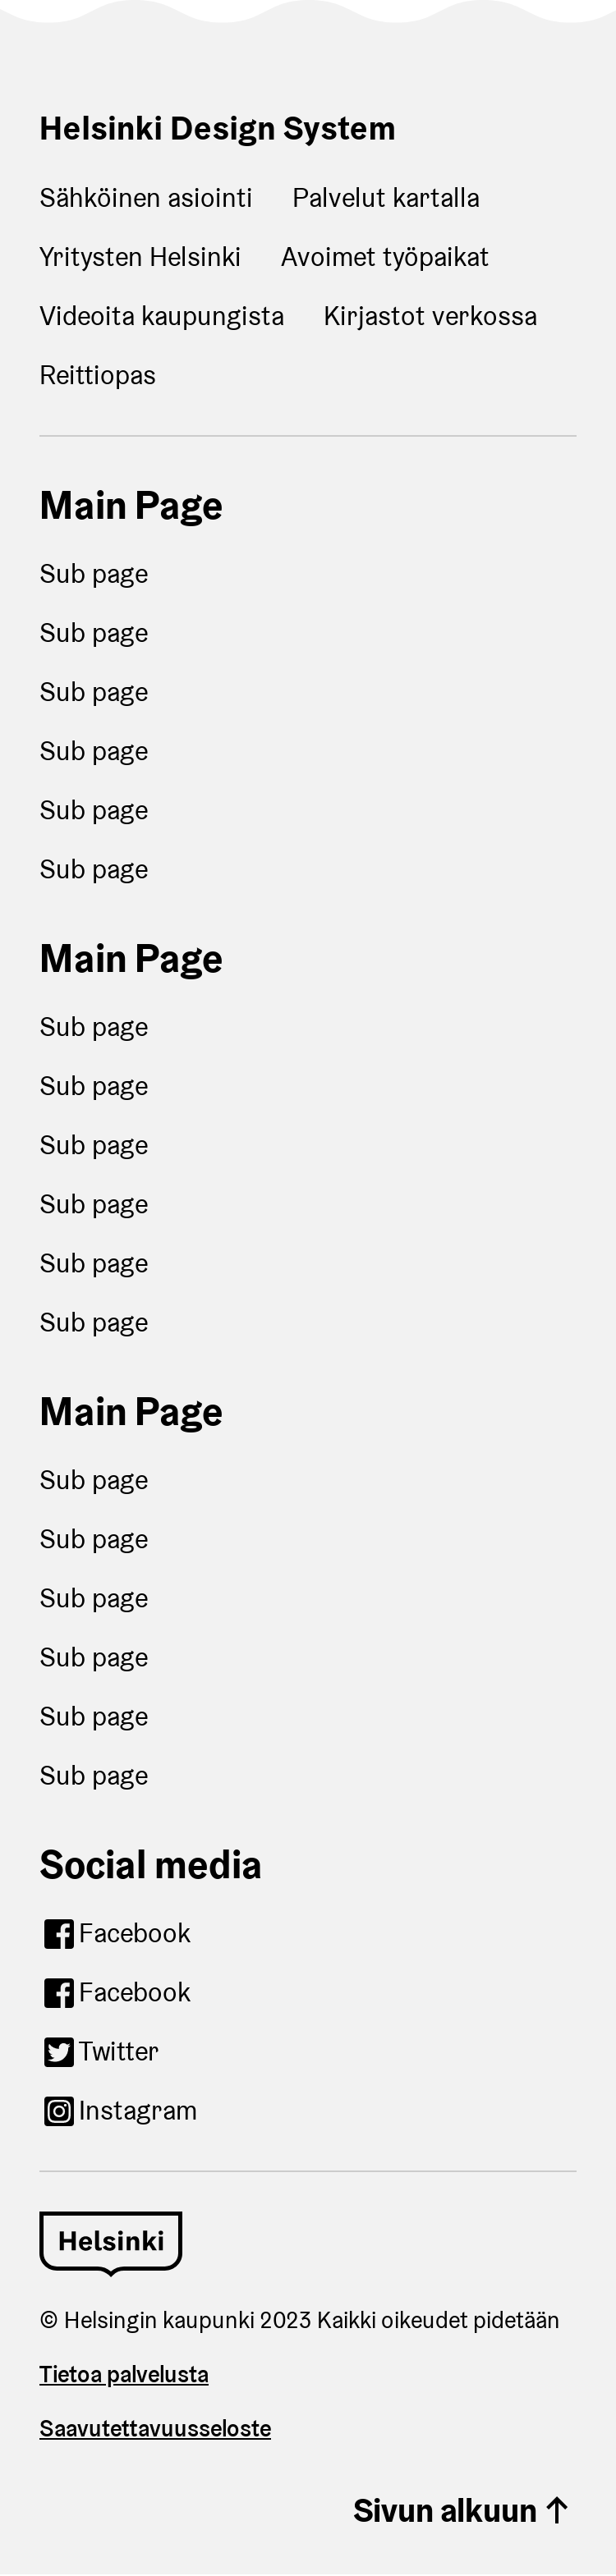 Helsinki Design System
Sähköinen asiointi Palvelut kartalla
Yritysten Helsinki Avoimet työpaikat
Videoita kaupungista Kirjastot verkossa
Reittiopas
Main Page
Sub page
Sub page
Sub page
Sub page
Sub page
Sub page
Main Page
Sub page
Sub page
Sub page
Sub page
Sub page
Sub page
Main Page
Sub page
Sub page
Sub page
Sub page
Sub page
Sub page
Social media
Facebook
Facebook
Twitter
Instagram
Helsinki
© Helsingin kaupunki 2023 Kaikki oikeudet pidetään
Tietoa palvelusta
Saavutettavuusseloste
Sivun alkuun ↑